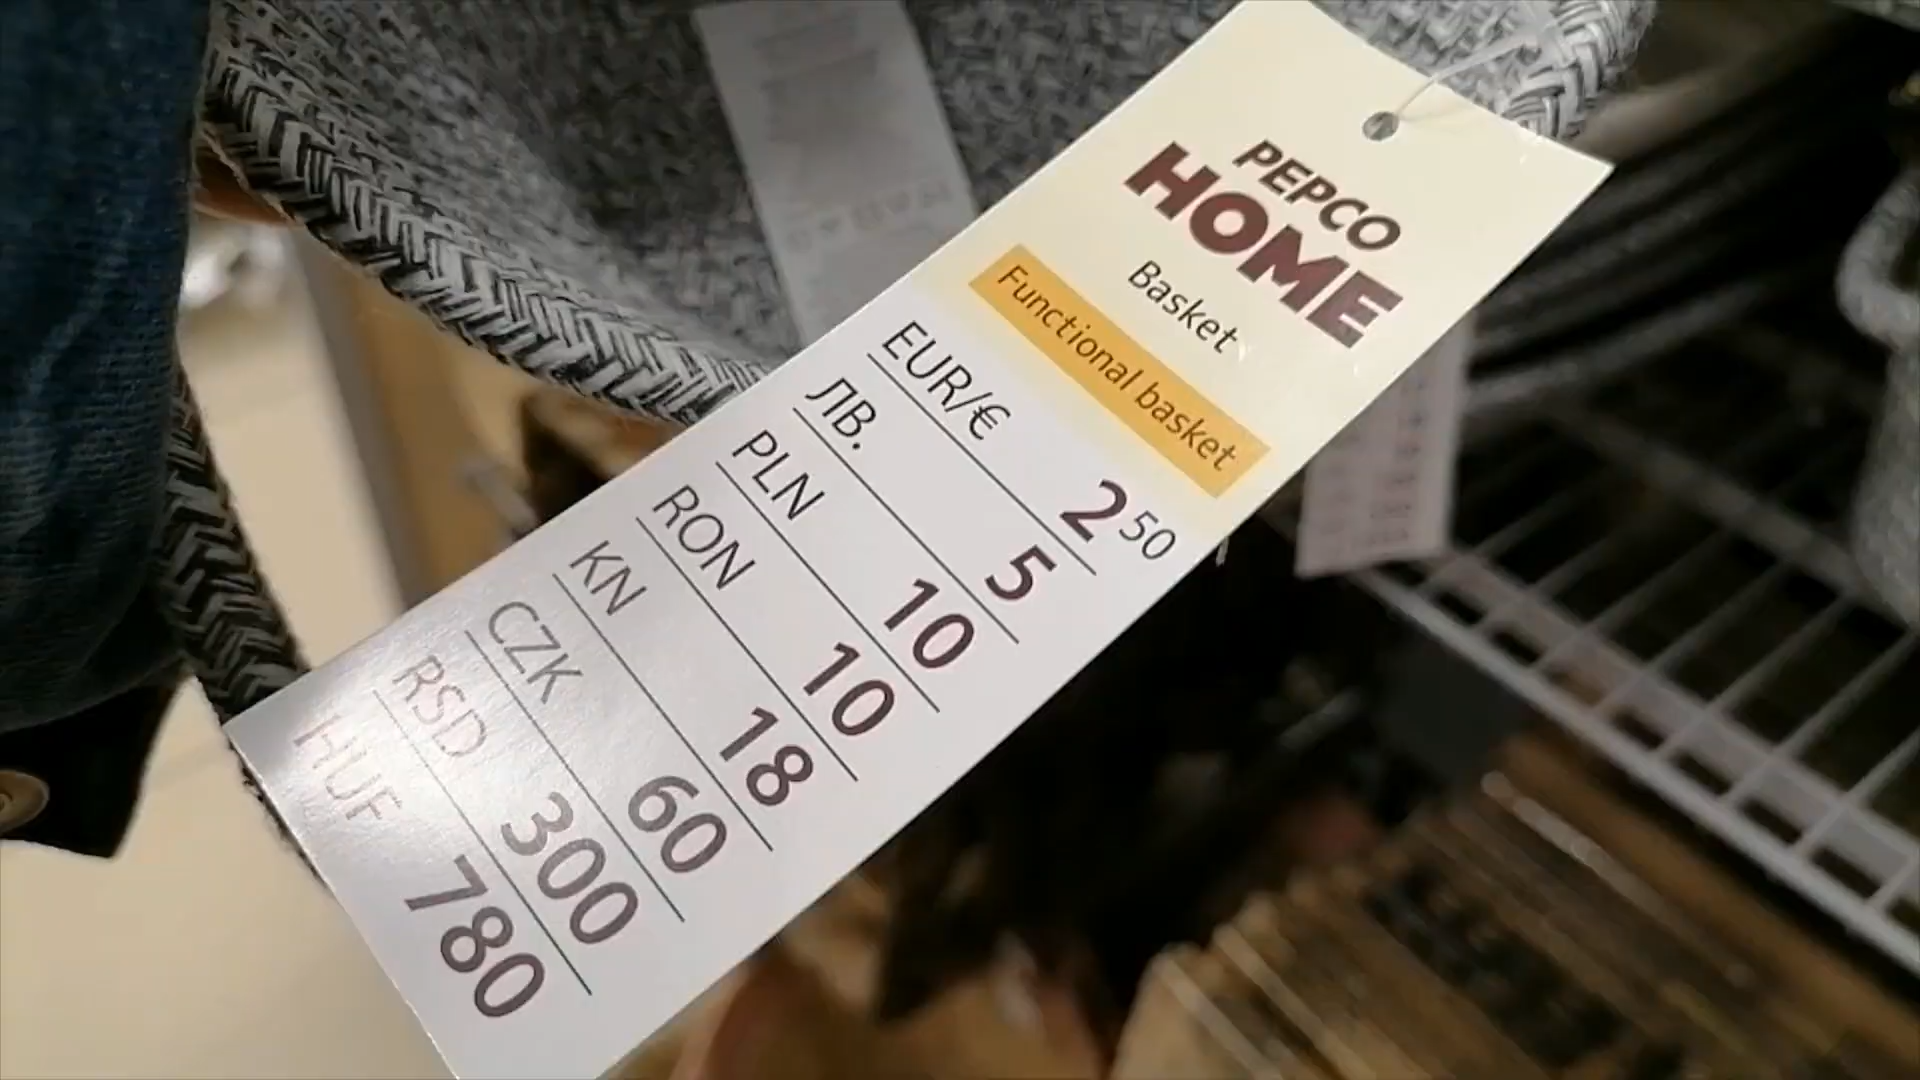 PEPCO
HOME
Basket
Functional basket
EUR/€ 2 50
ЛВ. 5
PLN 10
RON 10
KN 18
CZK 60
RSD 300
HUF 780